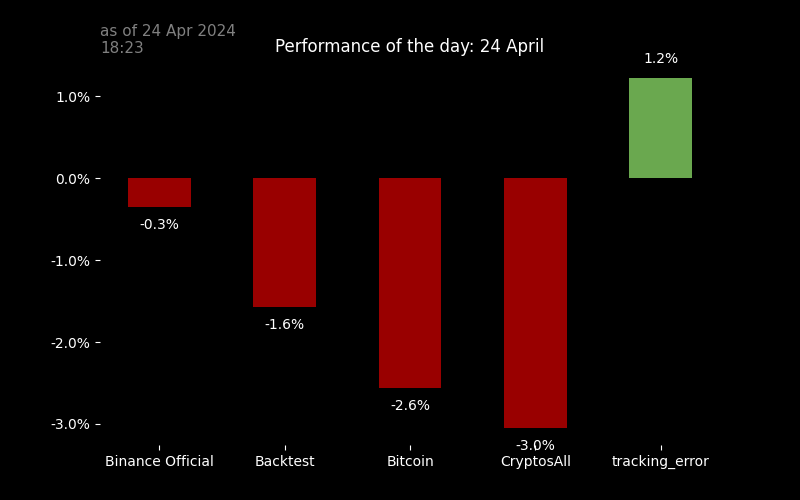 as of 24 Apr 2024
18:23
Performance of the day: 24 April
1.2%
1.0%
0.0%
-0.3%
-1.0%
-1.6%
-2.0%
-2.6%
-3.0%
-3.0%
Binance Official
Backtest
Bitcoin
CryptosAll
tracking_error